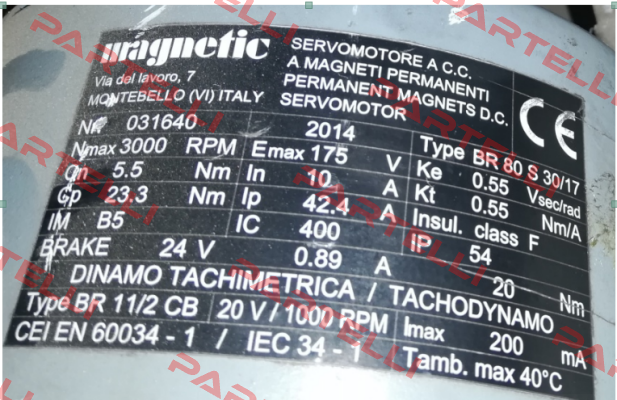 magnetic
Via del lavoro, 7
MONTEBELLO (VI) ITALY
SERVOMOTORE A C.C.
A MAGNETI PERMANENTI
PERMANENT MAGNETS D.C.
SERVOMOTOR
CE
N° 031640 2014 Type BR 80 S 30/17
Nmax 3000 RPM Emax 175 V Ke 0.55 Vsec/rad
Cn 5.5 Nm In 10 A Kt 0.55 Nm/A
Cp 23.3 Nm Ip 42.4 A Insul. class F
IM B5 IC 400 IP 54
BRAKE 24 V 0.89 A 20 Nm
DINAMO TACHIMETRICA / TACHODYNAMO
Type BR 11/2 CB 20 V / 1000 RPM Imax 200 mA
CEI EN 60034 - 1 / IEC 34 - 1 Tamb. max 40°C
PARTELLI
PARTELLI
PARTELLI
PARTELLI
PARTELLI